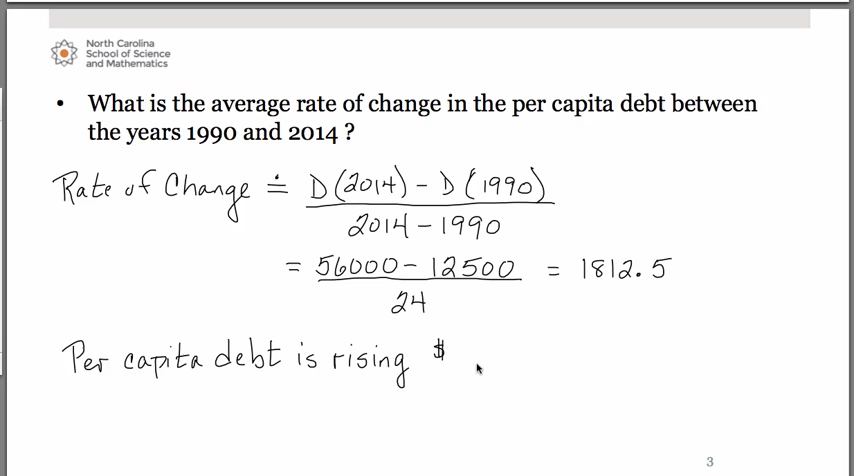 North Carolina
School of Science
and Mathematics
• What is the average rate of change in the per capita debt between
the years 1990 and 2014 ?
Rate of Change ≐ D(2014) - D(1990)
2014 - 1990
= 56000 - 12500 = 1812.5
24
Per capita debt is rising $
3